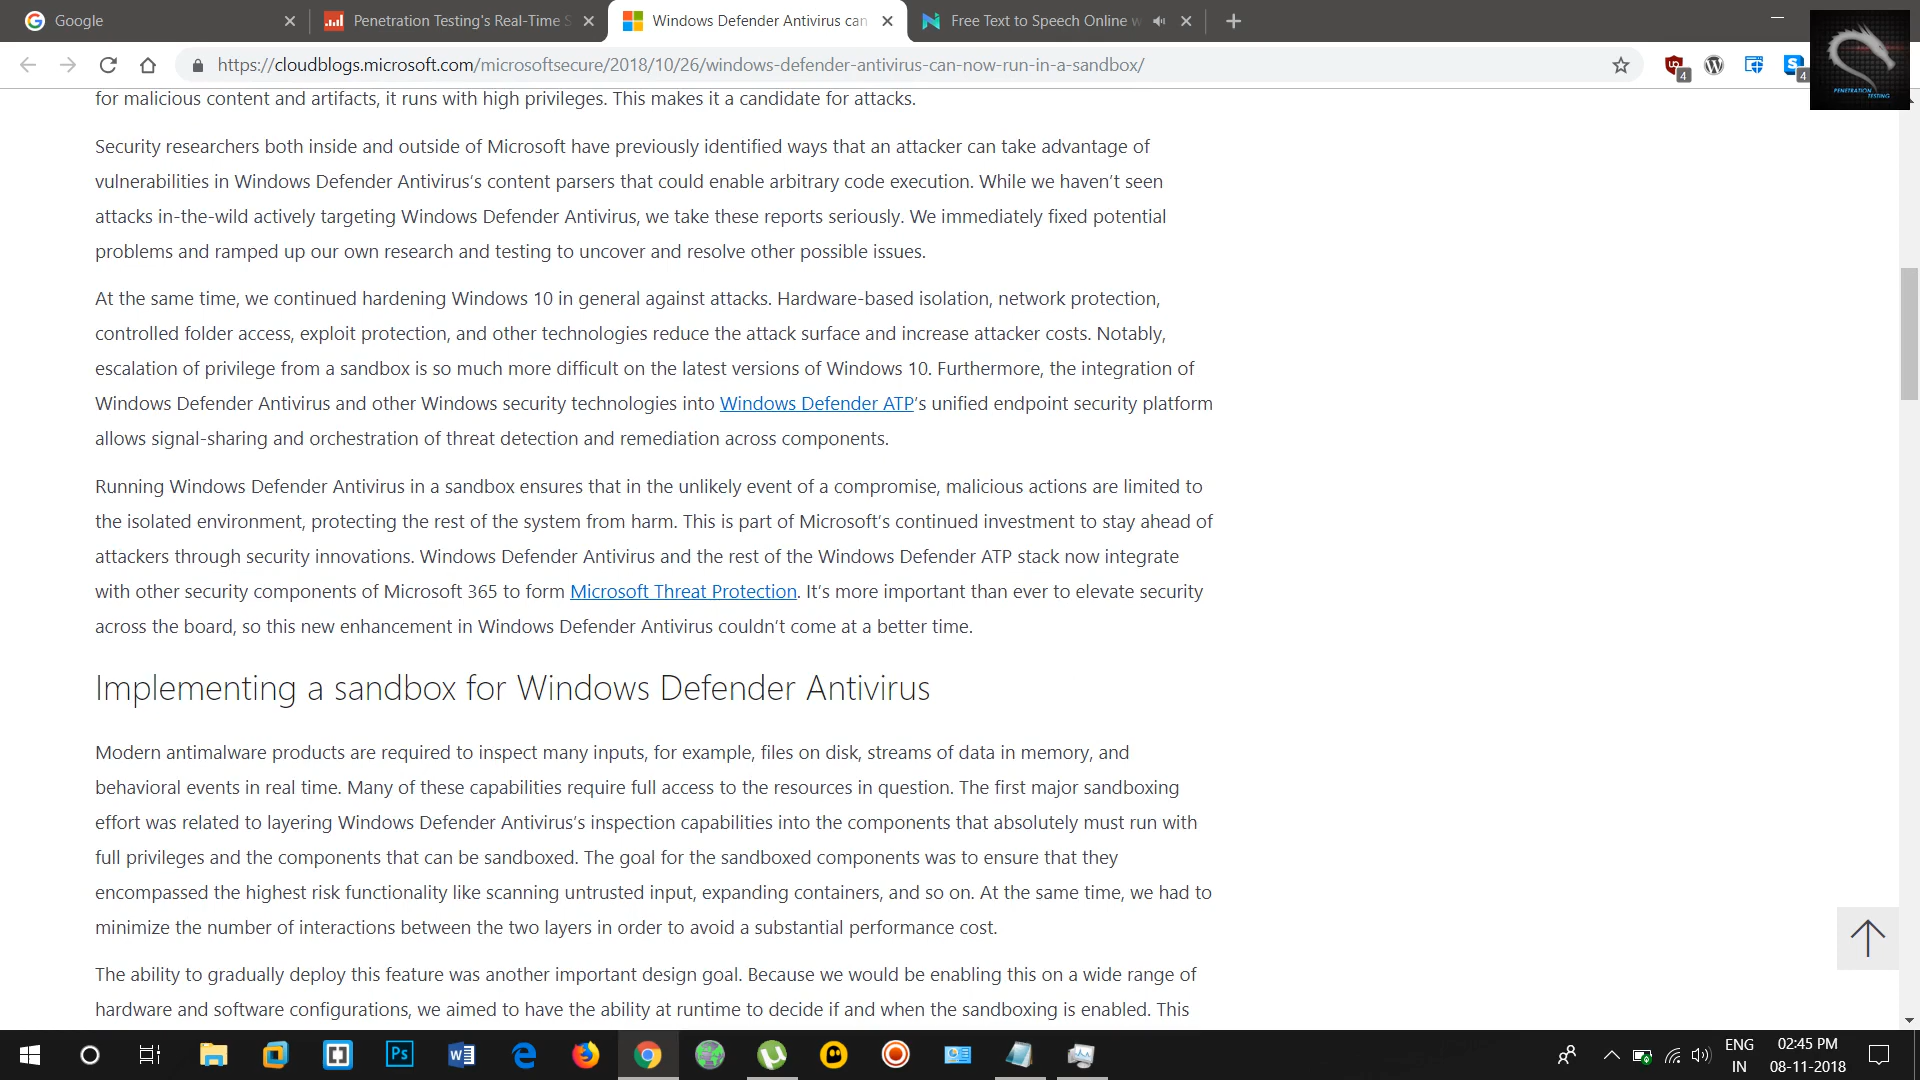 Google
Penetration Testing's Real-Time S
Windows Defender Antivirus can
Free Text to Speech Online w
https://cloudblogs.microsoft.com/microsoftsecure/2018/10/26/windows-defender-antivirus-can-now-run-in-a-sandbox/
4
4
PENETRATION
TESTING
for malicious content and artifacts, it runs with high privileges. This makes it a candidate for attacks.
Security researchers both inside and outside of Microsoft have previously identified ways that an attacker can take advantage of
vulnerabilities in Windows Defender Antivirus’s content parsers that could enable arbitrary code execution. While we haven’t seen
attacks in-the-wild actively targeting Windows Defender Antivirus, we take these reports seriously. We immediately fixed potential
problems and ramped up our own research and testing to uncover and resolve other possible issues.
At the same time, we continued hardening Windows 10 in general against attacks. Hardware-based isolation, network protection,
controlled folder access, exploit protection, and other technologies reduce the attack surface and increase attacker costs. Notably,
escalation of privilege from a sandbox is so much more difficult on the latest versions of Windows 10. Furthermore, the integration of
Windows Defender Antivirus and other Windows security technologies into Windows Defender ATP’s unified endpoint security platform
allows signal-sharing and orchestration of threat detection and remediation across components.
Running Windows Defender Antivirus in a sandbox ensures that in the unlikely event of a compromise, malicious actions are limited to
the isolated environment, protecting the rest of the system from harm. This is part of Microsoft’s continued investment to stay ahead of
attackers through security innovations. Windows Defender Antivirus and the rest of the Windows Defender ATP stack now integrate
with other security components of Microsoft 365 to form Microsoft Threat Protection. It’s more important than ever to elevate security
across the board, so this new enhancement in Windows Defender Antivirus couldn’t come at a better time.
Implementing a sandbox for Windows Defender Antivirus
Modern antimalware products are required to inspect many inputs, for example, files on disk, streams of data in memory, and
behavioral events in real time. Many of these capabilities require full access to the resources in question. The first major sandboxing
effort was related to layering Windows Defender Antivirus’s inspection capabilities into the components that absolutely must run with
full privileges and the components that can be sandboxed. The goal for the sandboxed components was to ensure that they
encompassed the highest risk functionality like scanning untrusted input, expanding containers, and so on. At the same time, we had to
minimize the number of interactions between the two layers in order to avoid a substantial performance cost.
The ability to gradually deploy this feature was another important design goal. Because we would be enabling this on a wide range of
hardware and software configurations, we aimed to have the ability at runtime to decide if and when the sandboxing is enabled. This
Ps
ENG
IN
02:45 PM
08-11-2018